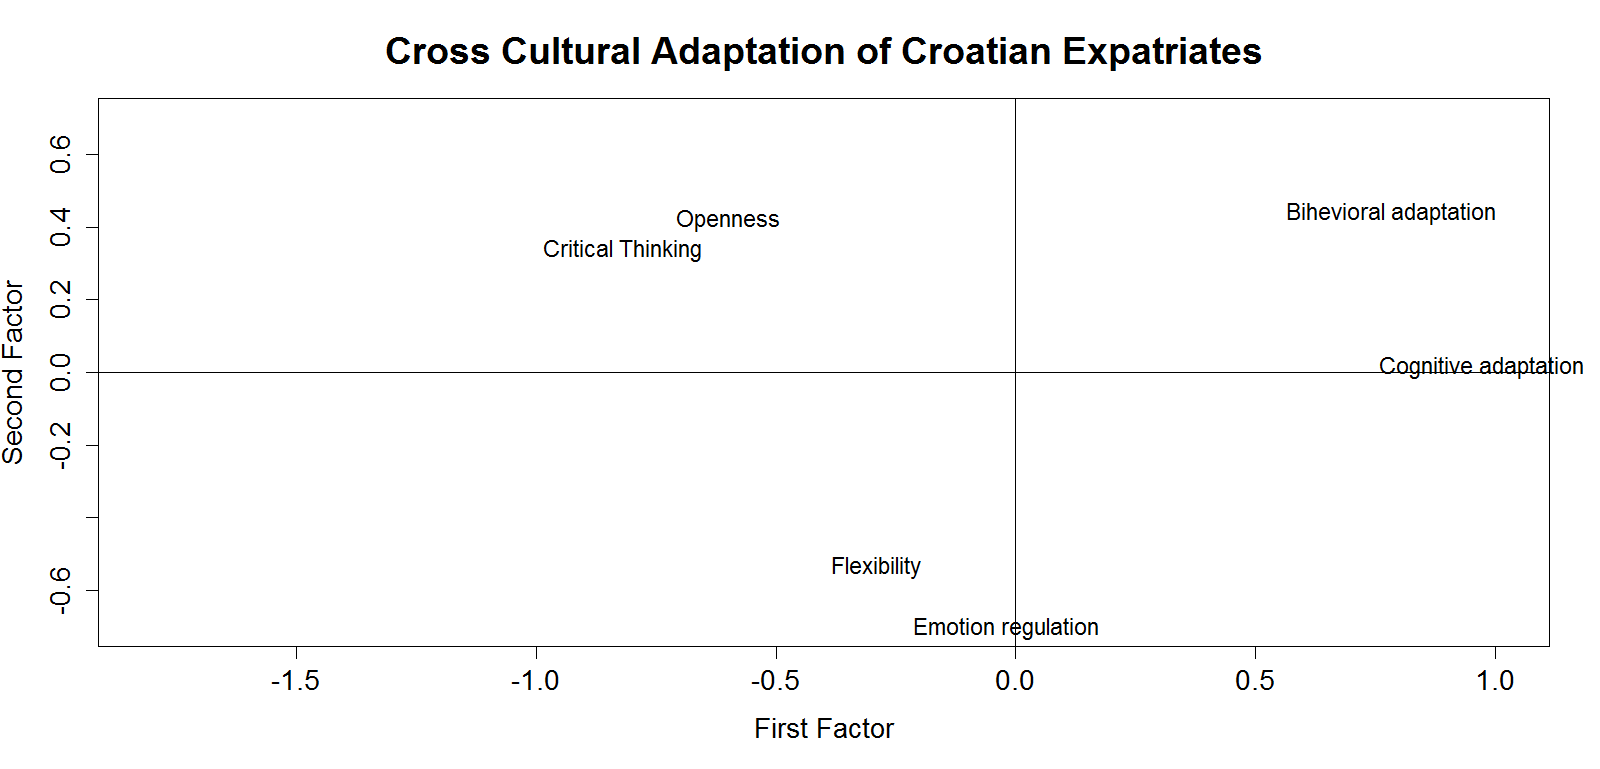 Cross Cultural Adaptation of Croatian Expatriates
Second Factor
0.6
0.4
0.2
0.0
-0.2
-0.6
Openness
Critical Thinking
Bihevioral adaptation
Cognitive adaptation
Flexibility
Emotion regulation
-1.5 -1.0 -0.5 0.0 0.5 1.0
First Factor